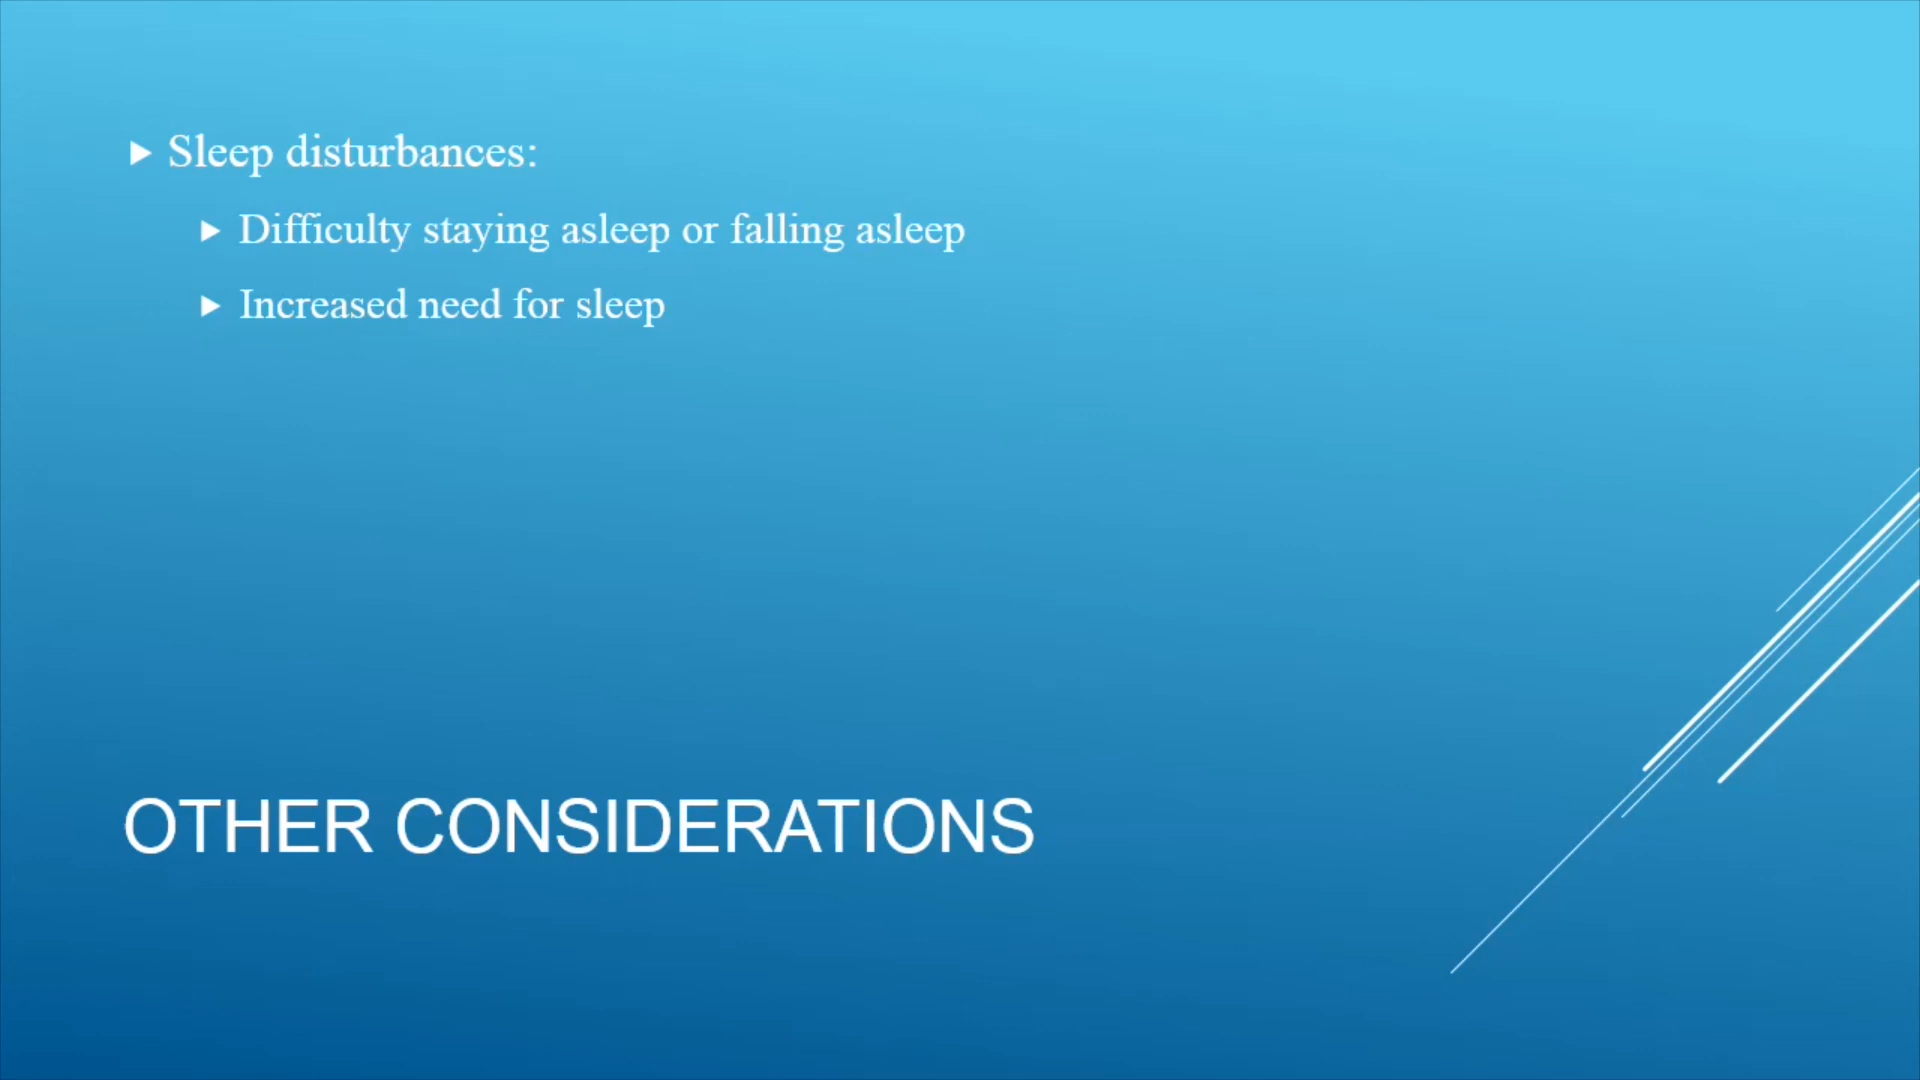 Sleep disturbances:
Difficulty staying asleep or falling asleep
Increased need for sleep
OTHER CONSIDERATIONS